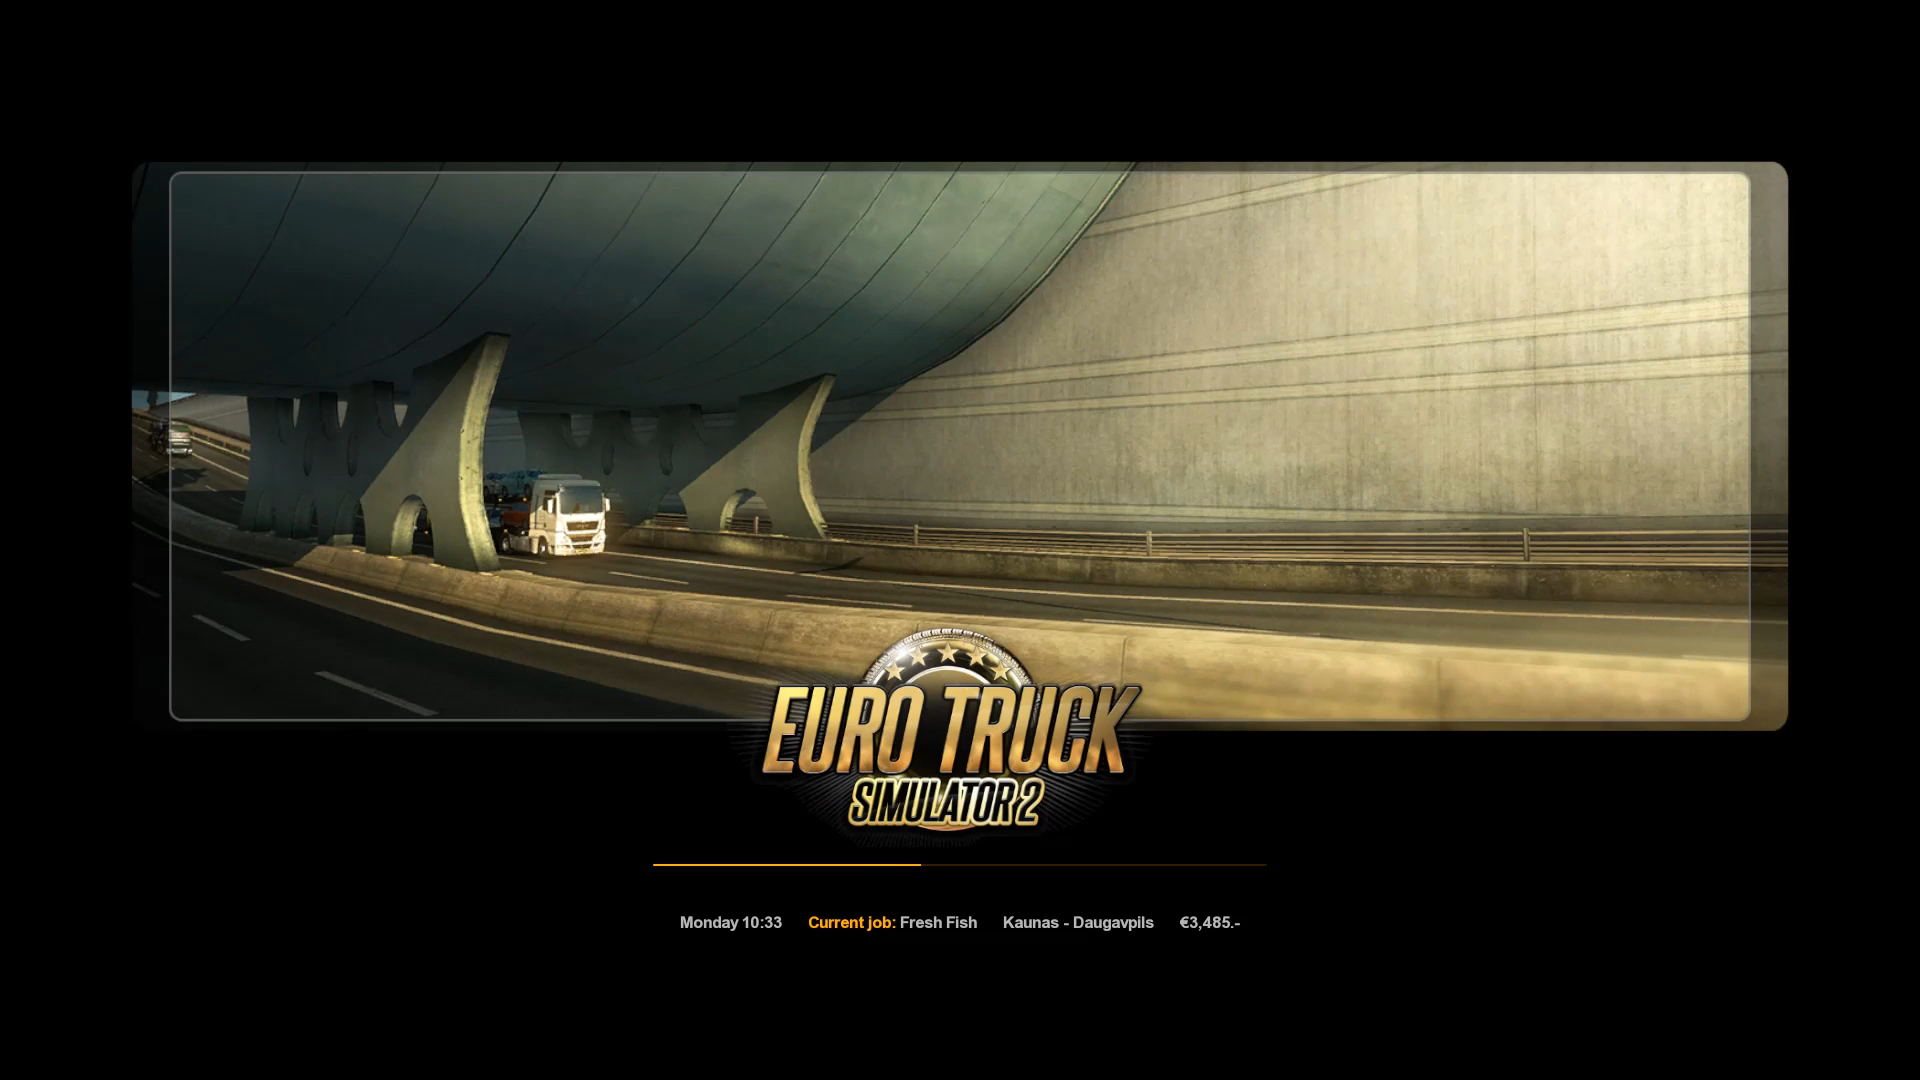 EURO TRUCK
SIMULATOR 2
Monday 10:33 Current job: Fresh Fish Kaunas - Daugavpils €3,485.-